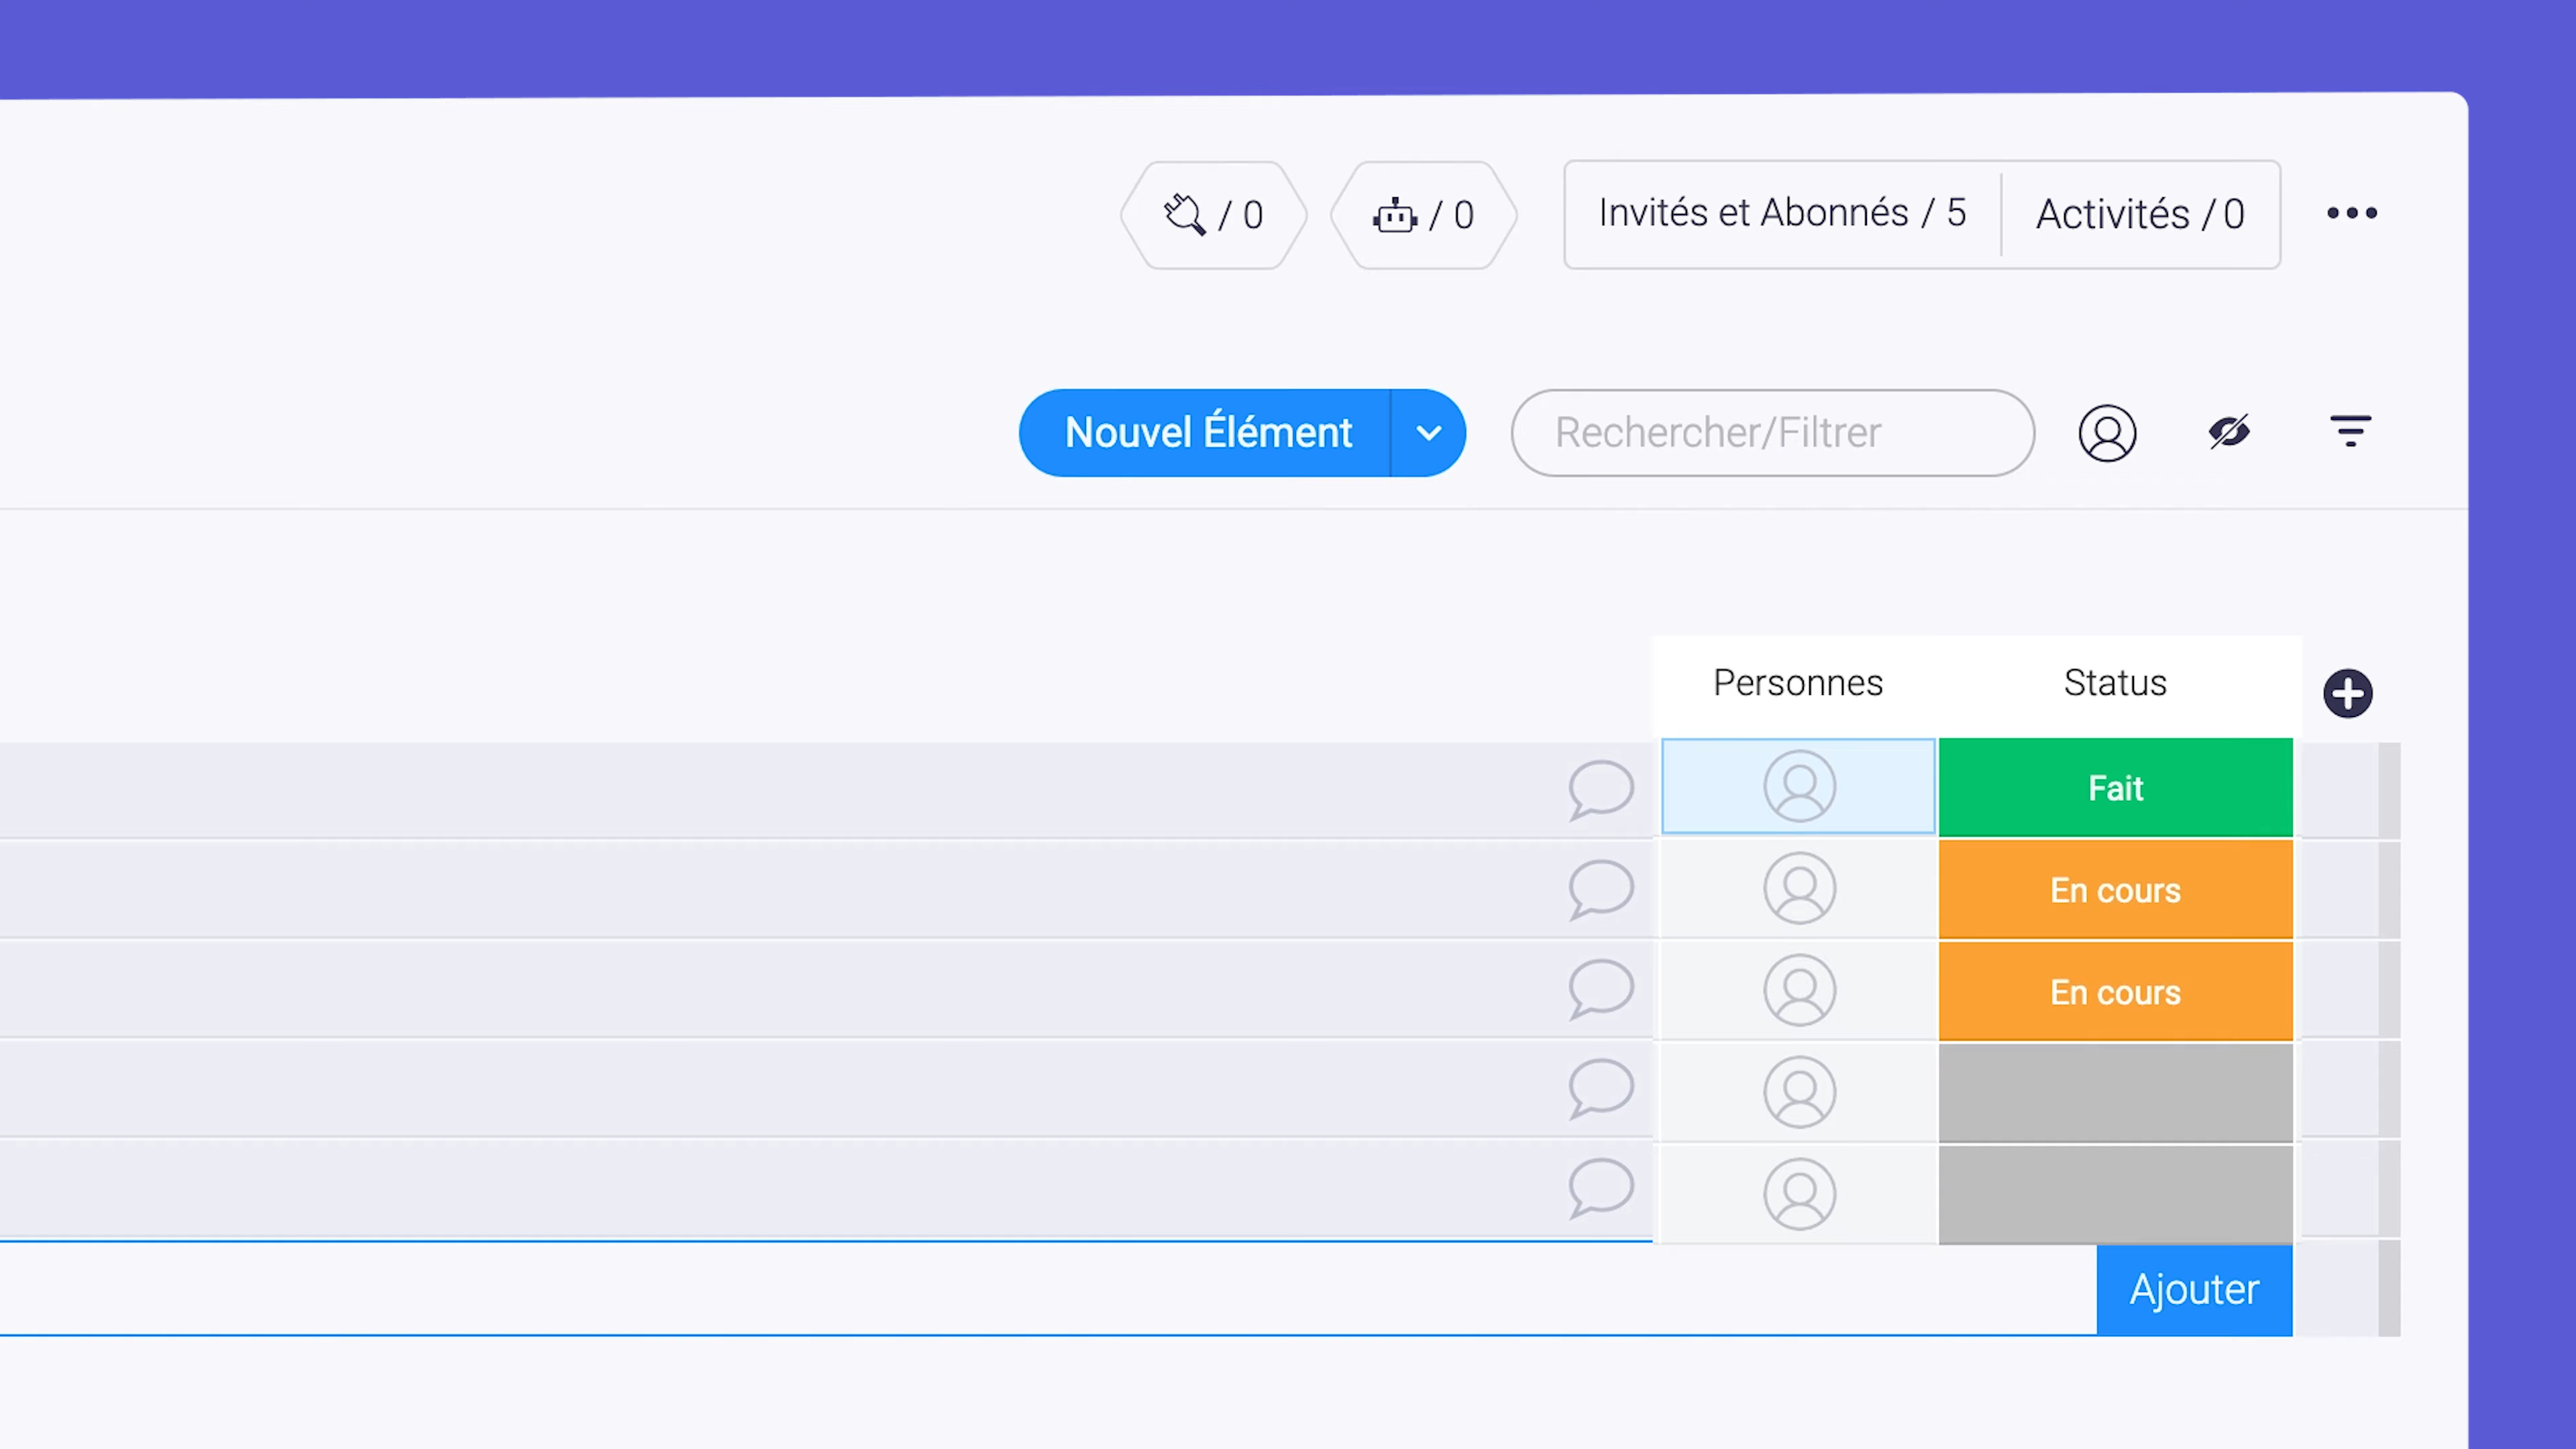 / 0
/ 0
Invités et Abonnés / 5
Activités / 0
Nouvel Élément
Rechercher/Filtrer
Personnes
Status
Fait
En cours
En cours
Ajouter